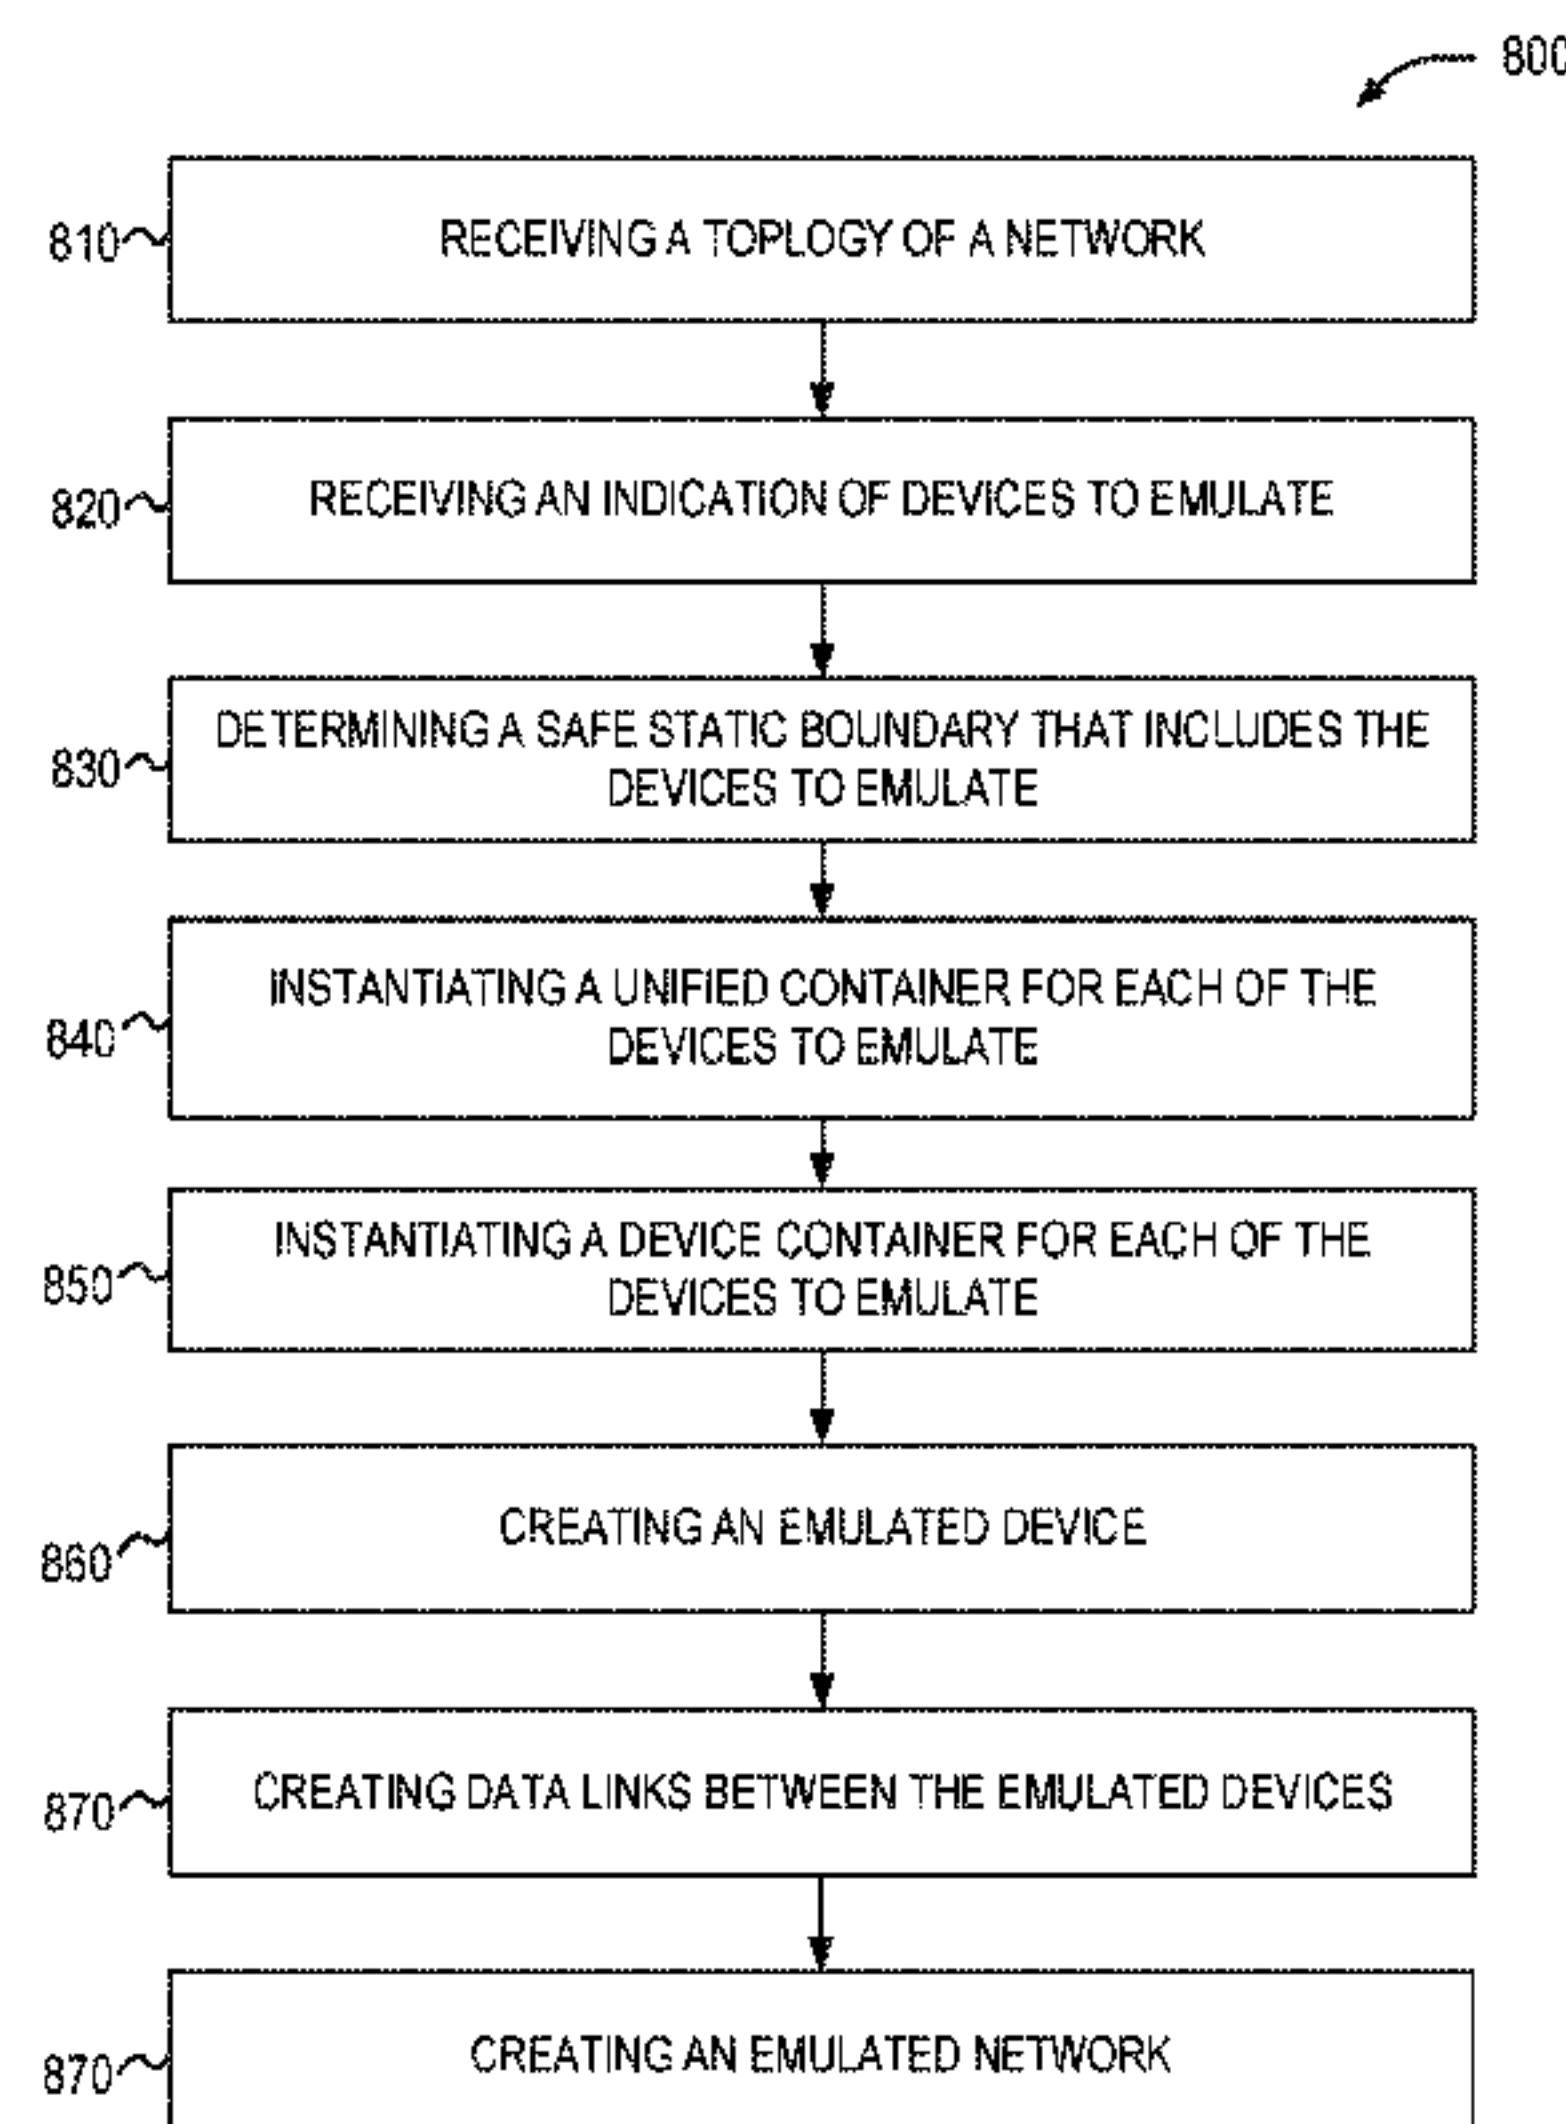 800
810
RECEIVING A TOPLOGY OF A NETWORK
820
RECEIVING AN INDICATION OF DEVICES TO EMULATE
830
DETERMINING A SAFE STATIC BOUNDARY THAT INCLUDES THE
DEVICES TO EMULATE
840
INSTANTIATING A UNIFIED CONTAINER FOR EACH OF THE
DEVICES TO EMULATE
850
INSTANTIATING A DEVICE CONTAINER FOR EACH OF THE
DEVICES TO EMULATE
860
CREATING AN EMULATED DEVICE
870
CREATING DATA LINKS BETWEEN THE EMULATED DEVICES
870
CREATING AN EMULATED NETWORK